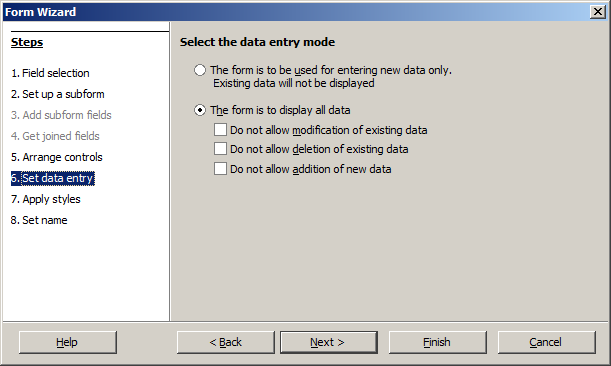 Form Wizard
Steps
1. Field selection
2. Set up a subform
3. Add subform fields
4. Get joined fields
5. Arrange controls
6. Set data entry
7. Apply styles
8. Set name
Select the data entry mode
The form is to be used for entering new data only.
Existing data will not be displayed
The form is to display all data
Do not allow modification of existing data
Do not allow deletion of existing data
Do not allow addition of new data
Help
< Back
Next >
Finish
Cancel